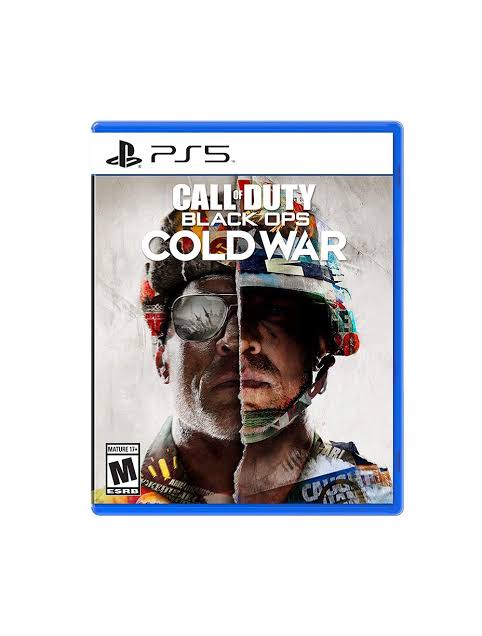 PS5
CALL OF DUTY
BLACK OPS
COLD WAR
MATURE 17+
M
ESRB